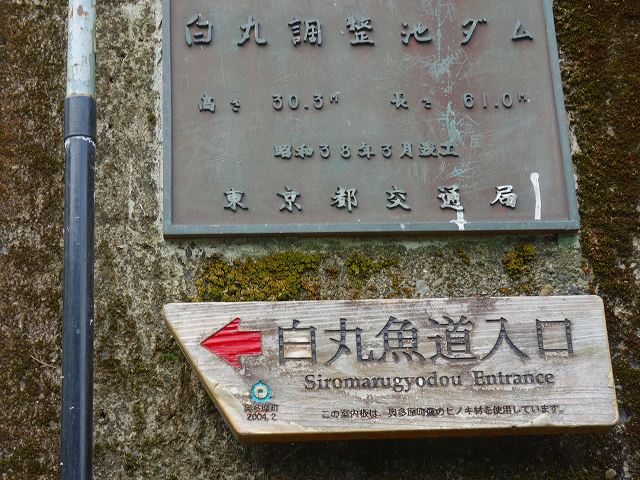 白丸調整池ダム
高さ 30.3M 長さ 61.0M
昭和38年3月竣工
東京都交通局
白丸魚道入口
Siromarugyodou Entrance
奥多摩町
2004.2
この案内板は、奥多摩町産のヒノキ材を使用しています。